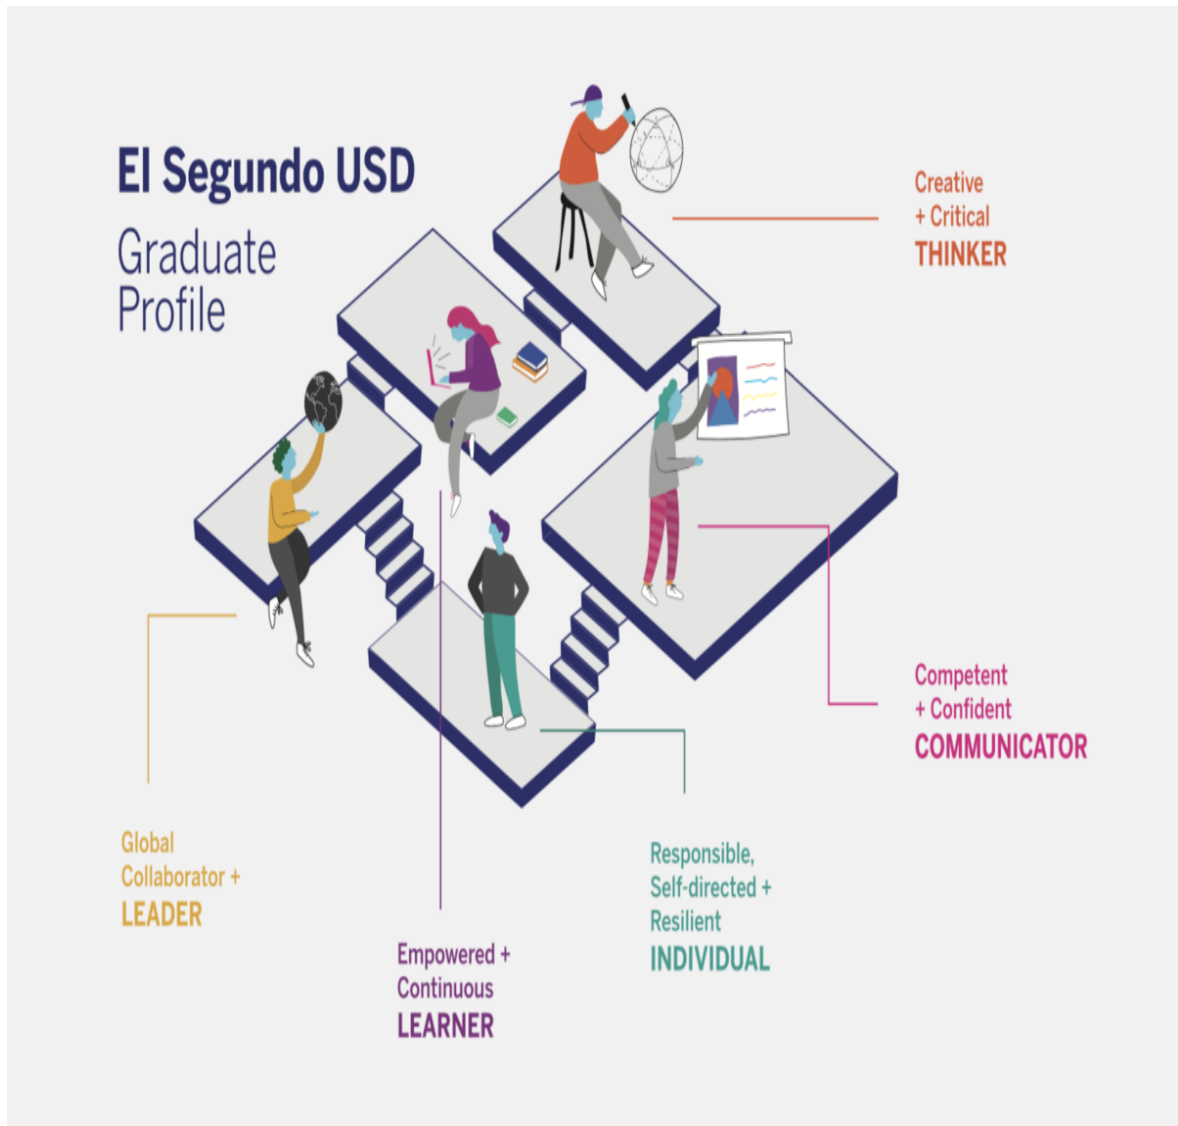 El Segundo USD
Graduate
Profile
Creative
+ Critical
THINKER
Competent
+ Confident
COMMUNICATOR
Global
Collaborator +
LEADER
Responsible,
Self-directed +
Resilient
INDIVIDUAL
Empowered +
Continuous
LEARNER